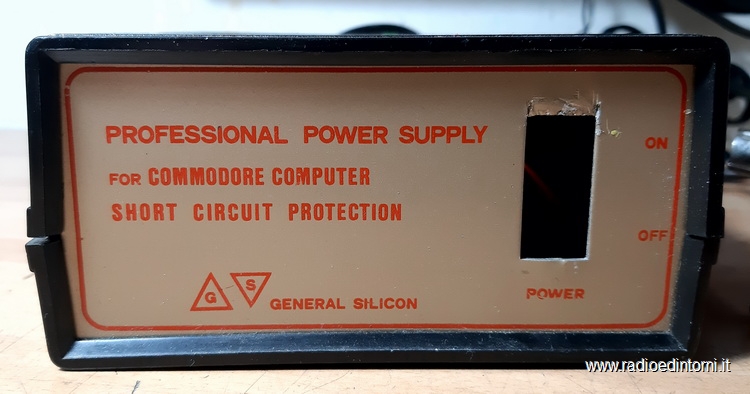 PROFESSIONAL POWER SUPPLY
FOR COMMODORE COMPUTER
SHORT CIRCUIT PROTECTION
G S GENERAL SILICON
ON
OFF
POWER
www.radioedintorni.it